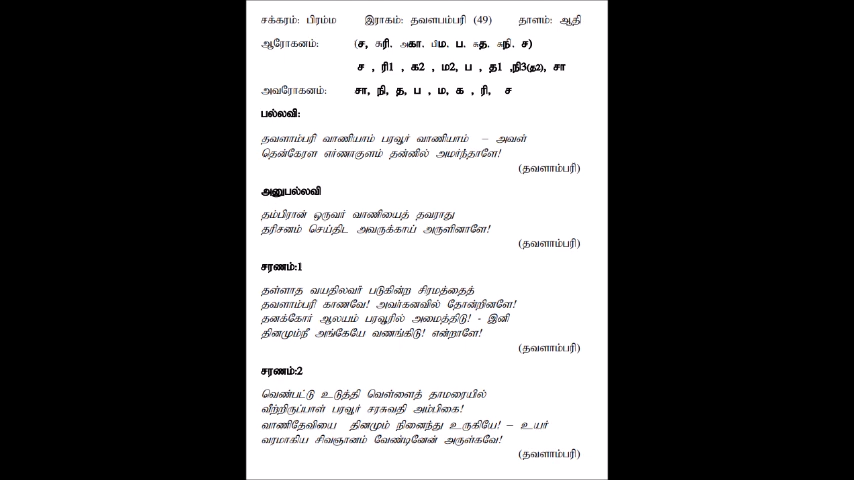 சக்கரம்: பிரம்ம இராகம்: தவளபம்பரி (49) தாளம்: ஆதி
ஆரோகனம்: (ச, சுரி. அகா. பிம. ப. சுத. சுநி. ச)
ச , ரி1 , க2 , ம2, ப , த1 ,நி3(த2), சா
அவரோகனம்: சா, நி, த, ப , ம, க , ரி, ச
பல்லவி:
தவளாம்பரி வாணியாம் பரவூர் வாணியாம் – அவள்
தென்கேரள எர்ணாகுளம் தன்னில் அமர்ந்தாளே!
(தவளாம்பரி)
அனுபல்லவி
தம்பிரான் ஒருவர் வாணியைத் தவராது
தரிசனம் செய்திட அவருக்காய் அருளினாளே!
(தவளாம்பரி)
சரணம்:1
தள்ளாத வயதிலவர் படுகின்ற சிரமத்தைத்
தவளாம்பரி காணவே! அவர்கனவில் தோன்றினளே!
தனக்கோர் ஆலயம் பரவூரில் அமைத்திடு! - இனி
தினமும்நீ அங்கேயே வணங்கிடு! என்றாளே!
(தவளாம்பரி)
சரணம்:2
வெண்பட்டு உடுத்தி வெள்ளைத் தாமரையில்
வீற்றிருப்பாள் பரவூர் சரசுவதி அம்பிகை!
வாணிதேவியை தினமும் நினைந்து உருகியே! – உயர்
வரமாகிய சிவஞானம் வேண்டினேன் அருள்கவே!
(தவளாம்பரி)